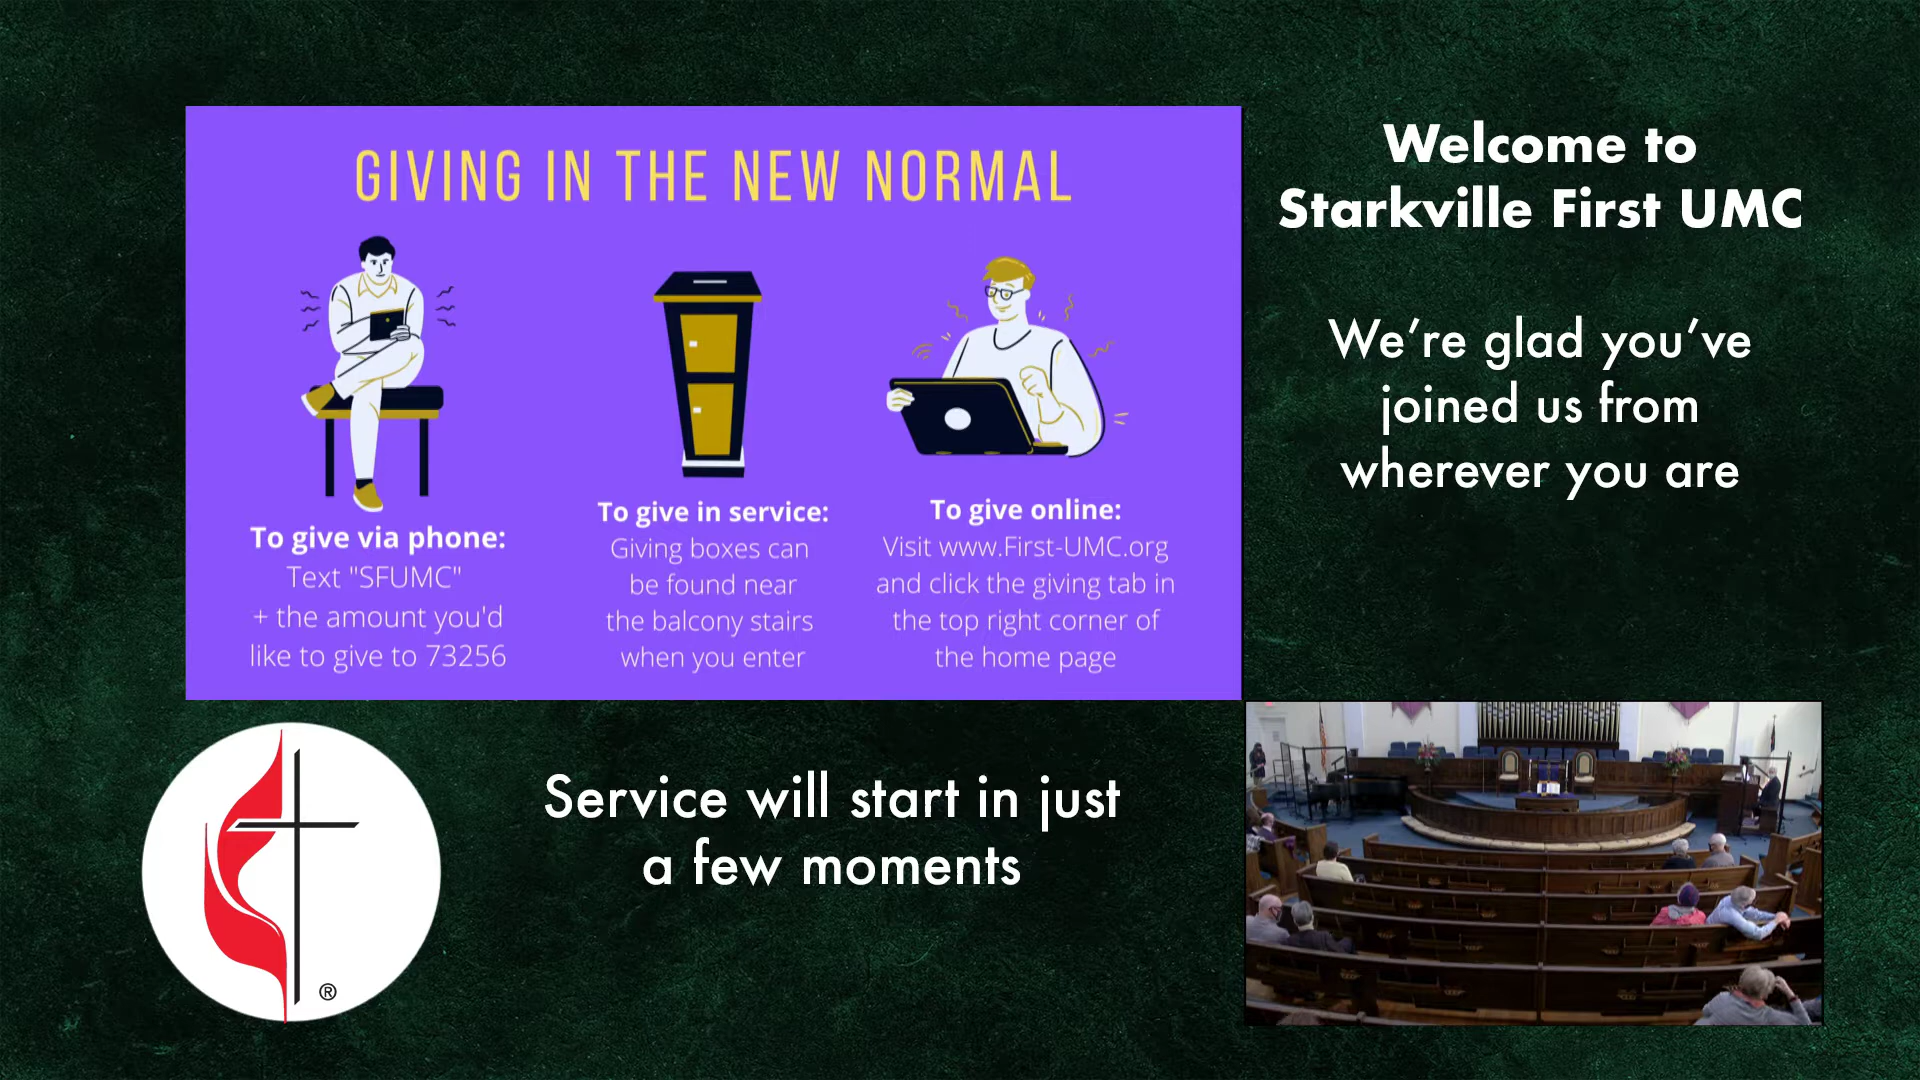 GIVING IN THE NEW NORMAL
To give via phone:
Text "SFUMC"
+ the amount you'd
like to give to 73256
To give in service:
Giving boxes can
be found near
the balcony stairs
when you enter
To give online:
Visit www.First-UMC.org
and click the giving tab in
the top right corner of
the home page
Welcome to
Starkville First UMC
We’re glad you’ve
joined us from
wherever you are
Service will start in just
a few moments
®